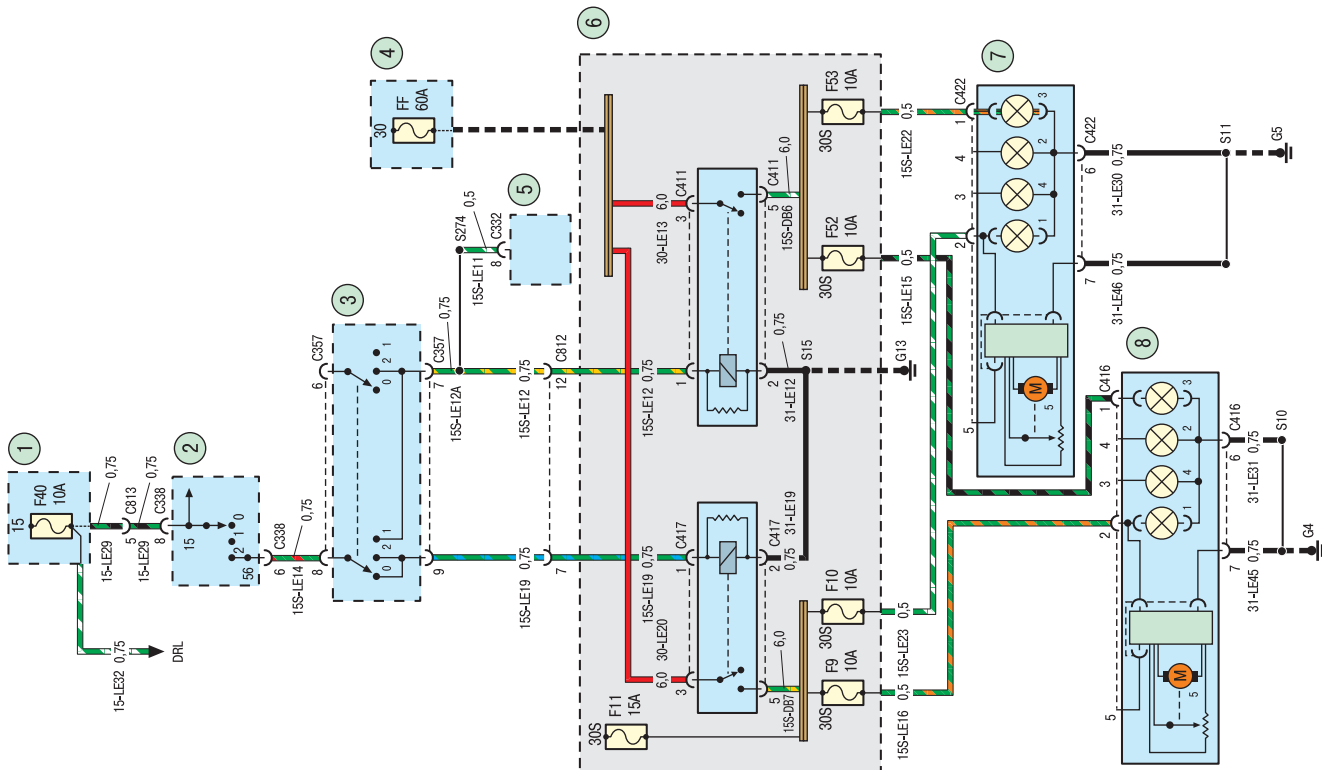 1
15
F40
10A
0,75
15-LE29
C813
5
0,75
15-LE29
C338
8
15-LE32 0,75
DRL
2
15
0
1
2
56
C338
6
0,75
15S-LE14
8
3
C357
6
0 2 1
0 2 1
C357
7
9
0,75
15S-LE12A
S274
0,5
15S-LE11
C332
8
5
4
30
FF
60A
15S-LE12 0,75
C812
12
15S-LE19 0,75
7
6
15S-LE12 0,75
1
30-LE13 6,0
3
C411
C411
5
15S-DB6 6,0
2
31-LE12 0,75
S15
G13
15S-LE19 0,75
1
C417
30-LE20 6,0
3
C417
2
0,75 31-LE19
5
15S-DB7 6,0
30S
F11
15A
30S
F9
10A
30S
F10
10A
30S
F52
10A
30S
F53
10A
15S-LE16 0,5
15S-LE23 0,5
15S-LE15 0,5
15S-LE22 0,5
7
C422
1
4
3
2
5
3
2
4
1
M
5
C422
6
7
31-LE30 0,75
31-LE46 0,75
S11
G5
8
C416
1
4
3
2
5
3
2
4
1
M
5
C416
6
7
31-LE31 0,75
31-LE45 0,75
S10
G4